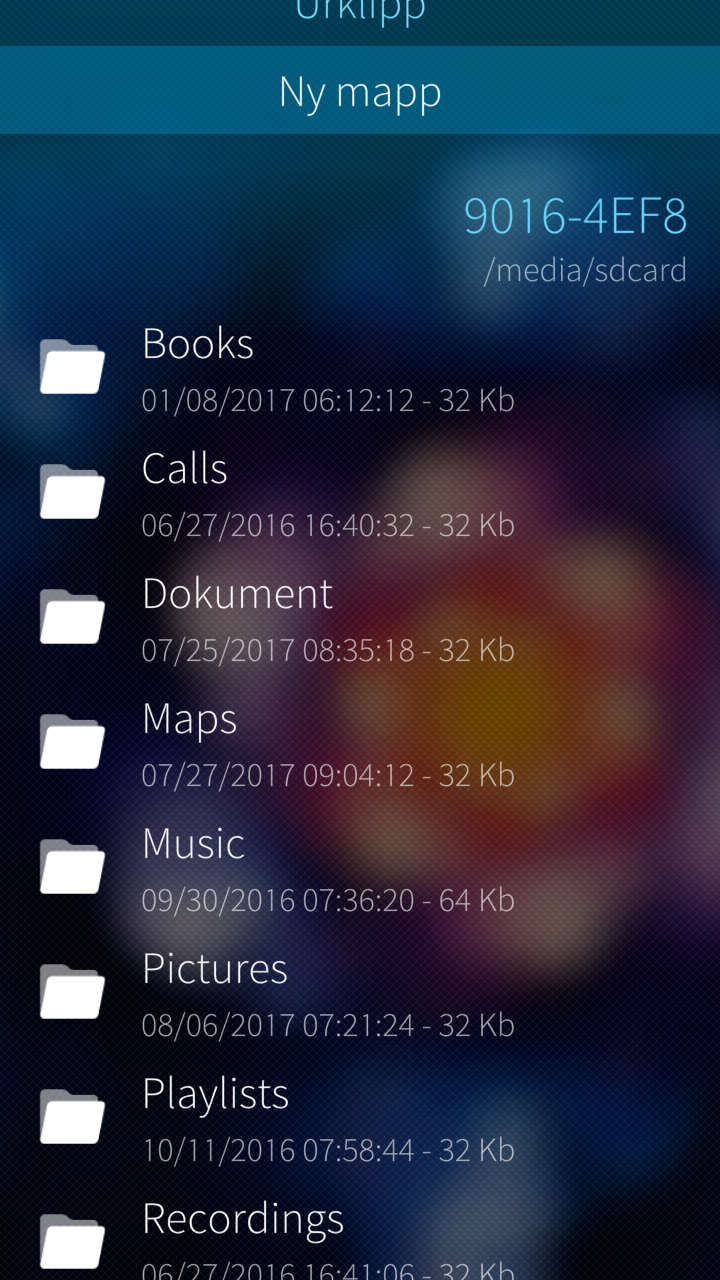 Urklipp
Ny mapp
9016-4EF8
/media/sdcard
Books
01/08/2017 06:12:12 - 32 Kb
Calls
06/27/2016 16:40:32 - 32 Kb
Dokument
07/25/2017 08:35:18 - 32 Kb
Maps
07/27/2017 09:04:12 - 32 Kb
Music
09/30/2016 07:36:20 - 64 Kb
Pictures
08/06/2017 07:21:24 - 32 Kb
Playlists
10/11/2016 07:58:44 - 32 Kb
Recordings
06/27/2016 16:41:06 - 32 Kb